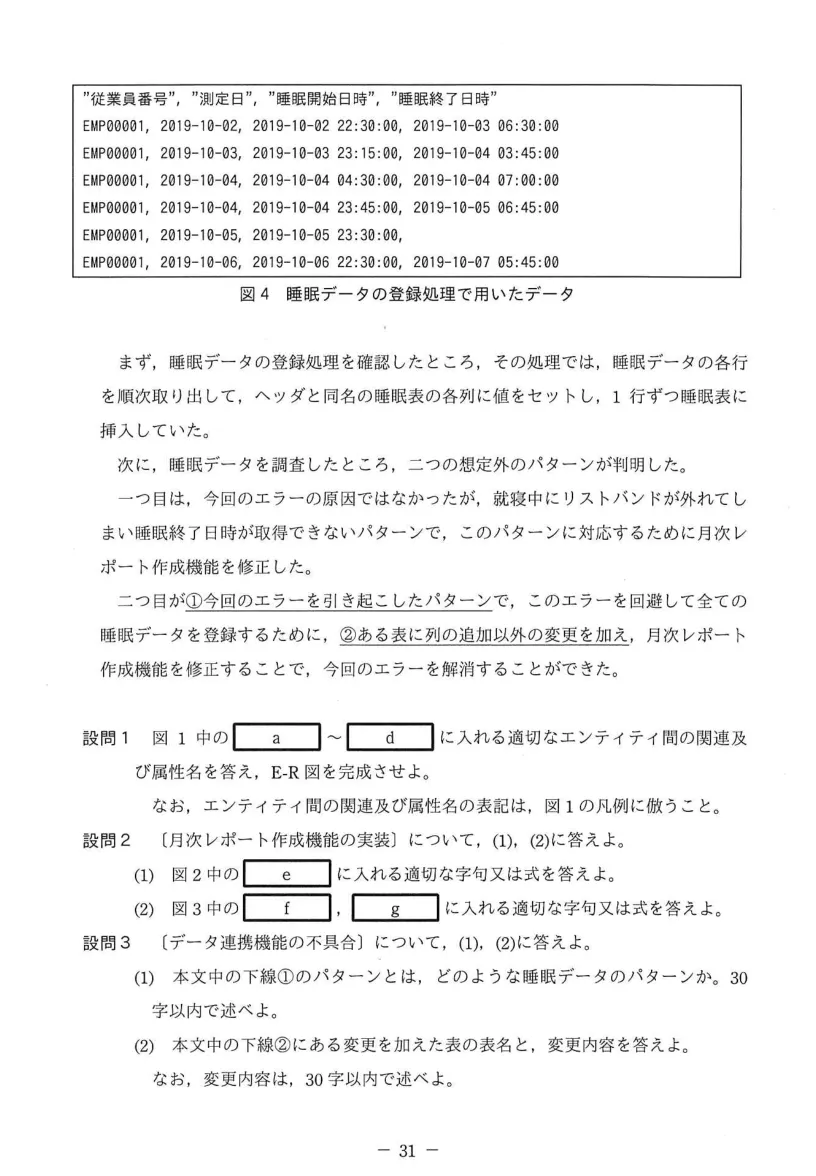 ”従業員番号”, ”測定日”, ”睡眠開始日時”, ”睡眠終了日時”
EMP00001, 2019-10-02, 2019-10-02 22:30:00, 2019-10-03 06:30:00
EMP00001, 2019-10-03, 2019-10-03 23:15:00, 2019-10-04 03:45:00
EMP00001, 2019-10-04, 2019-10-04 04:30:00, 2019-10-04 07:00:00
EMP00001, 2019-10-04, 2019-10-04 23:45:00, 2019-10-05 06:45:00
EMP00001, 2019-10-05, 2019-10-05 23:30:00,
EMP00001, 2019-10-06, 2019-10-06 22:30:00, 2019-10-07 05:45:00
図4 睡眠データの登録処理で用いたデータ
まず，睡眠データの登録処理を確認したところ，その処理では，睡眠データの各行
を順次取り出して，ヘッダと同名の睡眠表の各列に値をセットし，1 行ずつ睡眠表に
挿入していた。
次に，睡眠データを調査したところ，二つの想定外のパターンが判明した。
一つ目は，今回のエラーの原因ではなかったが，就寝中にリストバンドが外れてし
まい睡眠終了日時が取得できないパターンで，このパターンに対応するために月次レ
ポート作成機能を修正した。
二つ目が①今回のエラーを引き起こしたパターンで，このエラーを回避して全ての
睡眠データを登録するために，②ある表に列の追加以外の変更を加え，月次レポート
作成機能を修正することで，今回のエラーを解消することができた。
設問1 図 1 中の a ～ d に入れる適切なエンティティ間の関連及
び属性名を答え，E-R 図を完成させよ。
なお，エンティティ間の関連及び属性名の表記は，図 1 の凡例に倣うこと。
設問2 〔月次レポート作成機能の実装〕について，(1)，(2)に答えよ。
(1) 図 2 中の e に入れる適切な字句又は式を答えよ。
(2) 図 3 中の f ， g に入れる適切な字句又は式を答えよ。
設問3 〔データ連携機能の不具合〕について，(1)，(2)に答えよ。
(1) 本文中の下線①のパターンとは，どのような睡眠データのパターンか。30
字以内で述べよ。
(2) 本文中の下線②にある変更を加えた表の表名と，変更内容を答えよ。
なお，変更内容は，30 字以内で述べよ。
－ 31 －